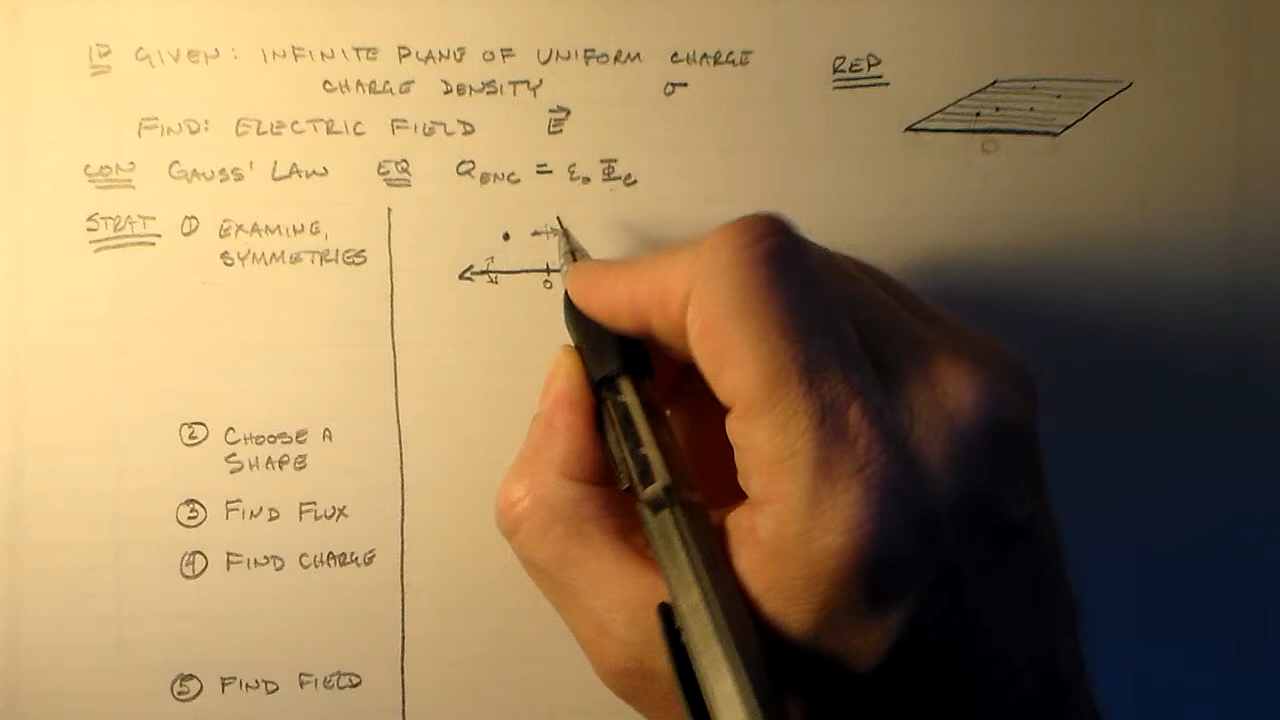 ID GIVEN: INFINITE PLANE OF UNIFORM CHARGE
CHARGE DENSITY σ
FIND: ELECTRIC FIELD E⃗
CON GAUSS' LAW EQ Q_ENC = ε₀ Φ_E
REP
STRAT ① EXAMINE,
SYMMETRIES
0
② CHOOSE A
SHAPE
③ FIND FLUX
④ FIND CHARGE
⑤ FIND FIELD